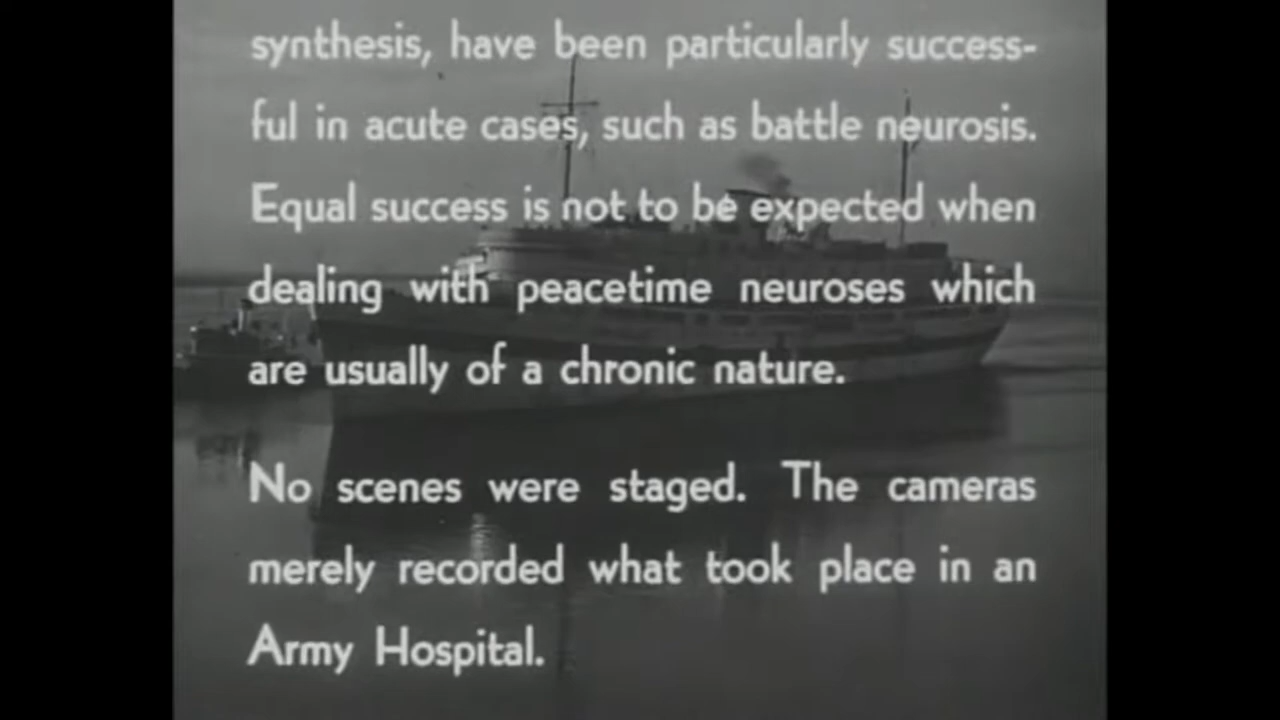 synthesis, have been particularly success-
ful in acute cases, such as battle neurosis.
Equal success is not to be expected when
dealing with peacetime neuroses which
are usually of a chronic nature.
No scenes were staged. The cameras
merely recorded what took place in an
Army Hospital.